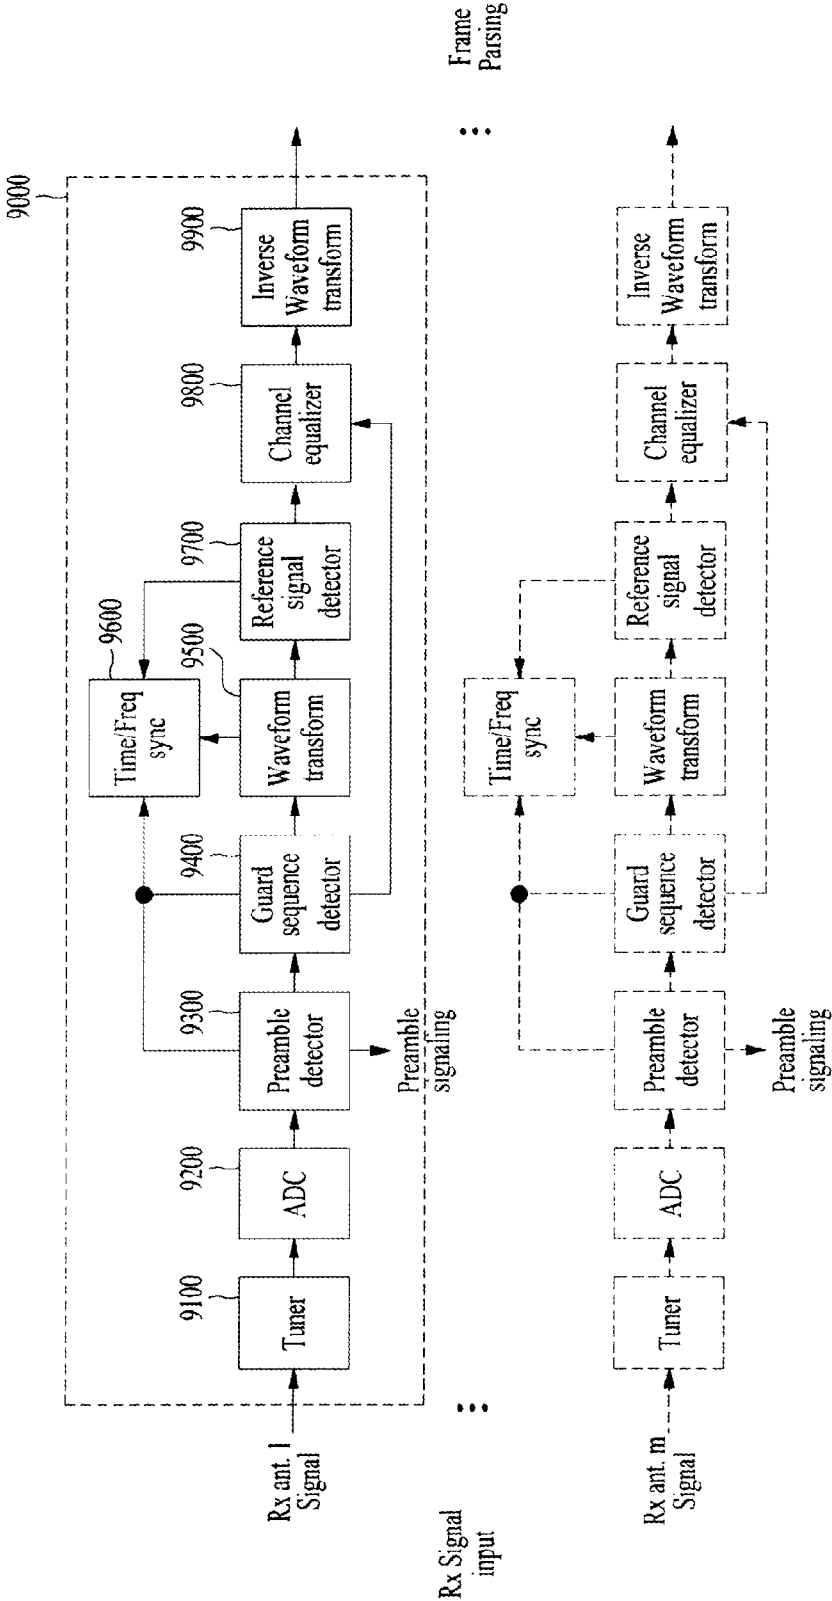 9000
Rx Signal
input
Rx ant. 1
Signal
9100
Tuner
9200
ADC
9300
Preamble
detector
Preamble
signaling
9400
Guard
sequence
detector
9500
Waveform
transform
9600
Time/Freq
sync
9700
Reference
signal
detector
9800
Channel
equalizer
9900
Inverse
Waveform
transform
Frame
Parsing
Rx ant. m
Signal
Tuner
ADC
Preamble
detector
Preamble
signaling
Guard
sequence
detector
Waveform
transform
Time/Freq
sync
Reference
signal
detector
Channel
equalizer
Inverse
Waveform
transform